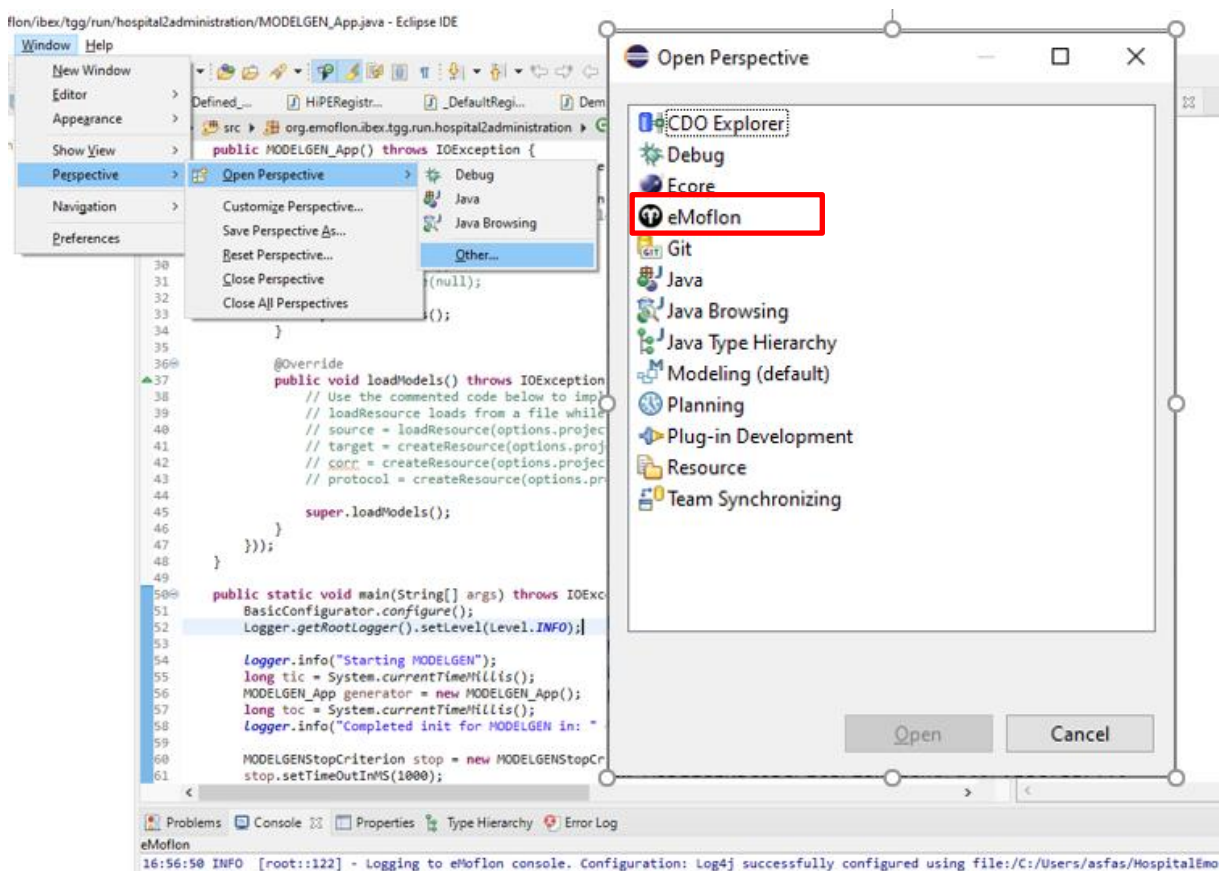 flon/ibex/tgg/run/hospital2administration/MODELGEN_App.java - Eclipse IDE
Window Help
New Window
Editor
Appearance
Show View
Perspective
Navigation
Preferences
Open Perspective
Customize Perspective...
Save Perspective As...
Reset Perspective...
Close Perspective
Close All Perspectives
Debug
Java
Java Browsing
Other...
Defined_... HiPERegistr... _DefaultRegi... Dem
src org.emoflon.ibex.tgg.run.hospital2administration
public MODELGEN_App() throws IOException {
30
31 (null);
32
33 ();
34 }
35
36 @Override
37 public void loadModels() throws IOException
38 // Use the commented code below to impl
39 // loadResource loads from a file while
40 // source = loadResource(options.projec
41 // target = createResource(options.proj
42 // corr = createResource(options.projec
43 // protocol = createResource(options.pr
44
45 super.loadModels();
46 }
47 }));
48 }
49
50 public static void main(String[] args) throws IOExc
51 BasicConfigurator.configure();
52 Logger.getRootLogger().setLevel(Level.INFO);
53
54 Logger.info("Starting MODELGEN");
55 long tic = System.currentTimeMillis();
56 MODELGEN_App generator = new MODELGEN_App();
57 long toc = System.currentTimeMillis();
58 Logger.info("Completed init for MODELGEN in: "
59
60 MODELGENStopCriterion stop = new MODELGENStopCr
61 stop.setTimeOutInMS(1000);
Open Perspective
CDO Explorer
Debug
Ecore
eMoflon
Git
Java
Java Browsing
Java Type Hierarchy
Modeling (default)
Planning
Plug-in Development
Resource
Team Synchronizing
Open Cancel
Problems Console Properties Type Hierarchy Error Log
eMoflon
16:56:50 INFO [root::122] - Logging to eMoflon console. Configuration: Log4j successfully configured using file:/C:/Users/asfas/HospitalEmo